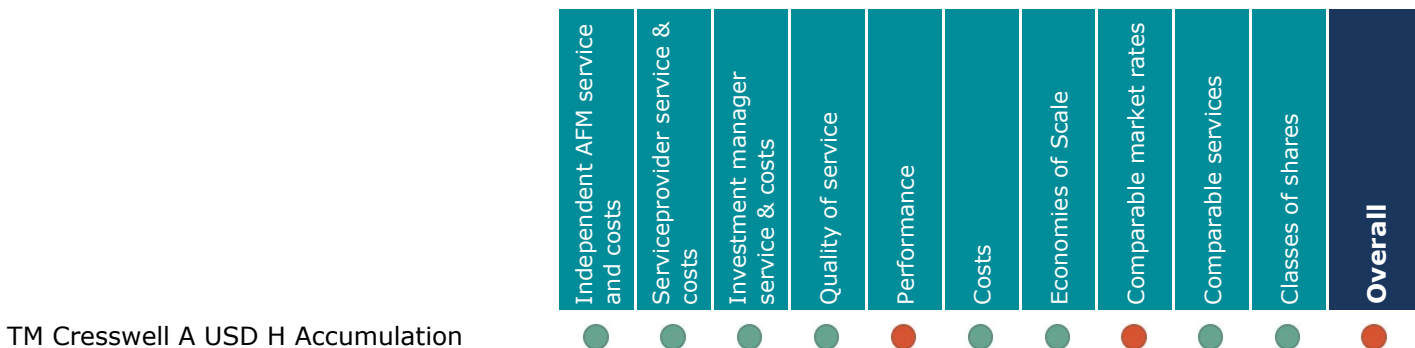 Independent AFM service
and costs
Serviceprovider service &
costs
Investment manager
service & costs
Quality of service
Performance
Costs
Economies of Scale
Comparable market rates
Comparable services
Classes of shares
Overall
TM Cresswell A USD H Accumulation